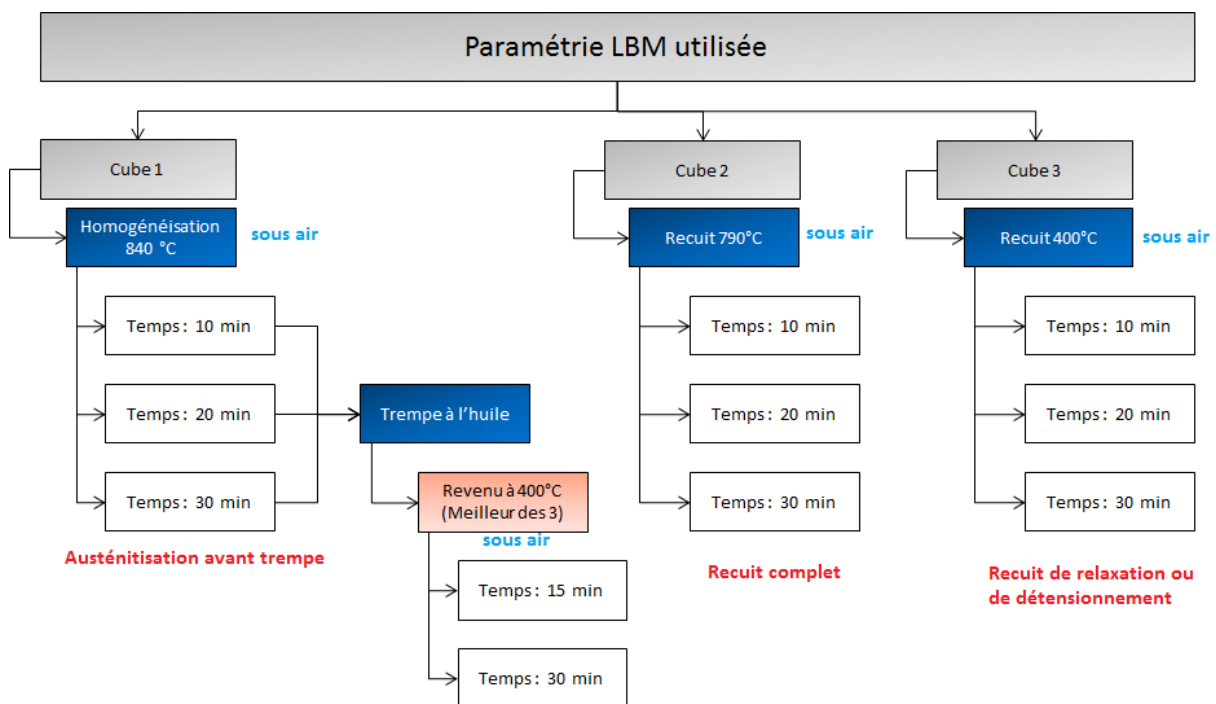 Paramétrie LBM utilisée
Cube 1
Homogénéisation
840 °C
sous air
Temps : 10 min
Temps : 20 min
Temps : 30 min
Austénitisation avant trempe
Trempe à l'huile
Revenu à 400°C
(Meilleur des 3)
sous air
Temps : 15 min
Temps : 30 min
Cube 2
Recuit 790°C
sous air
Temps : 10 min
Temps : 20 min
Temps : 30 min
Recuit complet
Cube 3
Recuit 400°C
sous air
Temps : 10 min
Temps : 20 min
Temps : 30 min
Recuit de relaxation ou
de détensionnement